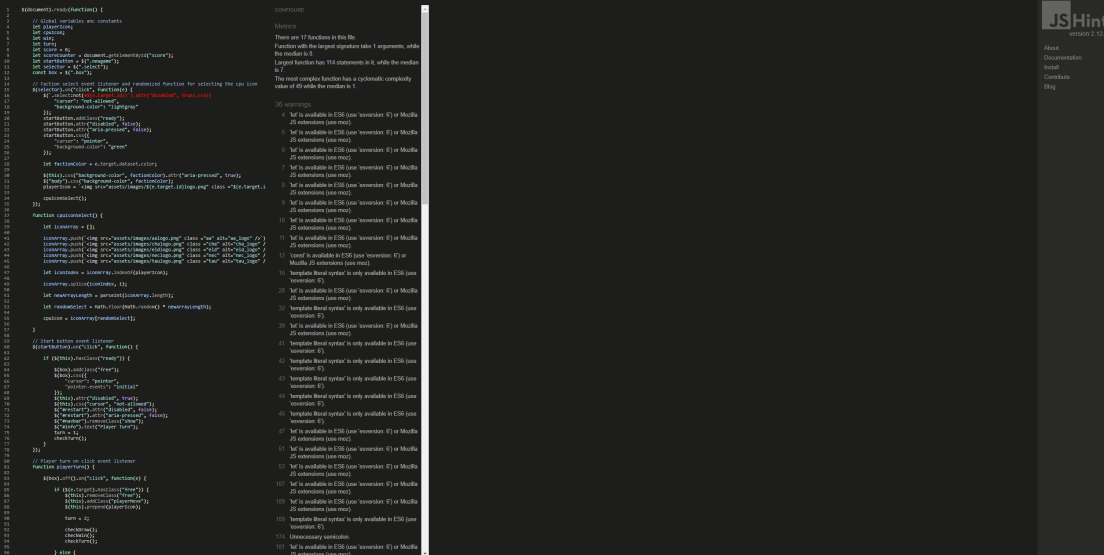 $(document).ready(function() {
// Global variables and constants
let playerIcon;
let cpuIcon;
let win;
let turn;
let score = 0;
let scoreCounter = document.getElementById("score");
let startButton = $(".newgame");
let selector = $(".select");
const box = $(".box");
// Faction select event listener and randomised function for selecting the cpu icon
$(selector).on("click", function(e) {
"cursor": "not-allowed",
"background-color": "lightgray"
});
startButton.addClass("ready");
startButton.attr("disabled", false);
startButton.attr("aria-pressed", false);
startButton.css({
"cursor": "pointer",
"background-color": "green"
});
let factionColor = e.target.dataset.color;
$(this).css("background-color", factionColor).attr("aria-pressed", true);
$("body").css("background-color", factionColor);
playerIcon = `<img src="assets/images/${e.target.id}logo.png" class ="${e.target.i
cpuIconSelect();
});
function cpuIconSelect() {
let iconArray = [];
iconArray.push(`<img src="assets/images/aalogo.png" class ="aa" alt="aa_logo" />`)
iconArray.push(`<img src="assets/images/chalogo.png" class ="cha" alt="cha_logo" /
iconArray.push(`<img src="assets/images/eldlogo.png" class ="eld" alt="eld_logo" /
iconArray.push(`<img src="assets/images/neclogo.png" class ="nec" alt="nec_logo" /
iconArray.push(`<img src="assets/images/taulogo.png" class ="tau" alt="tau_logo" /
let iconIndex = iconArray.indexOf(playerIcon);
iconArray.splice(iconIndex, 1);
let newArrayLength = parseInt(iconArray.length);
let randomSelect = Math.floor(Math.random() * newArrayLength);
cpuIcon = iconArray[randomSelect];
}
// Start button event listener
$(startButton).on("click", function() {
if ($(this).hasClass("ready")) {
$(box).addClass("free");
$(box).css({
"cursor": "pointer",
"pointer-events": "initial"
});
$(this).attr("disabled", true);
$(this).css("cursor", "not-allowed");
$("#restart").attr("disabled", false);
$("#restart").attr("aria-pressed", false);
$("#navbar").removeClass("show");
$("#info").text("Player Turn");
turn = 1;
checkTurn();
}
});
// Player turn on click event listener
function playerTurn() {
$(box).off().on("click", function(e) {
if ($(e.target).hasClass("free")) {
$(this).removeClass("free");
$(this).addClass("playerMove");
$(this).prepend(playerIcon);
turn = 2;
checkDraw();
checkWin();
checkTurn();
} else {
CONFIGURE
Metrics
There are 17 functions in this file.
Function with the largest signature take 1 arguments, while
the median is 0.
Largest function has 114 statements in it, while the median
is 7.
The most complex function has a cyclomatic complexity
value of 49 while the median is 1.
36 warnings
4 'let' is available in ES6 (use 'esversion: 6') or Mozilla
JS extensions (use moz).
5 'let' is available in ES6 (use 'esversion: 6') or Mozilla
JS extensions (use moz).
6 'let' is available in ES6 (use 'esversion: 6') or Mozilla
JS extensions (use moz).
7 'let' is available in ES6 (use 'esversion: 6') or Mozilla
JS extensions (use moz).
8 'let' is available in ES6 (use 'esversion: 6') or Mozilla
JS extensions (use moz).
9 'let' is available in ES6 (use 'esversion: 6') or Mozilla
JS extensions (use moz).
10 'let' is available in ES6 (use 'esversion: 6') or Mozilla
JS extensions (use moz).
11 'let' is available in ES6 (use 'esversion: 6') or Mozilla
JS extensions (use moz).
12 'const' is available in ES6 (use 'esversion: 6') or
Mozilla JS extensions (use moz).
16 'template literal syntax' is only available in ES6 (use
'esversion: 6').
28 'let' is available in ES6 (use 'esversion: 6') or Mozilla
JS extensions (use moz).
32 'template literal syntax' is only available in ES6 (use
'esversion: 6').
39 'let' is available in ES6 (use 'esversion: 6') or Mozilla
JS extensions (use moz).
41 'template literal syntax' is only available in ES6 (use
'esversion: 6').
42 'template literal syntax' is only available in ES6 (use
'esversion: 6').
43 'template literal syntax' is only available in ES6 (use
'esversion: 6').
44 'template literal syntax' is only available in ES6 (use
'esversion: 6').
45 'template literal syntax' is only available in ES6 (use
'esversion: 6').
47 'let' is available in ES6 (use 'esversion: 6') or Mozilla
JS extensions (use moz).
51 'let' is available in ES6 (use 'esversion: 6') or Mozilla
JS extensions (use moz).
53 'let' is available in ES6 (use 'esversion: 6') or Mozilla
JS extensions (use moz).
107 'let' is available in ES6 (use 'esversion: 6') or Mozilla
JS extensions (use moz).
109 'let' is available in ES6 (use 'esversion: 6') or Mozilla
JS extensions (use moz).
169 'template literal syntax' is only available in ES6 (use
'esversion: 6').
174 Unnecessary semicolon.
181 'let' is available in ES6 (use 'esversion: 6') or Mozilla
JS extensions (use moz).
JSHint
version 2.12
About
Documentation
Install
Contribute
Blog